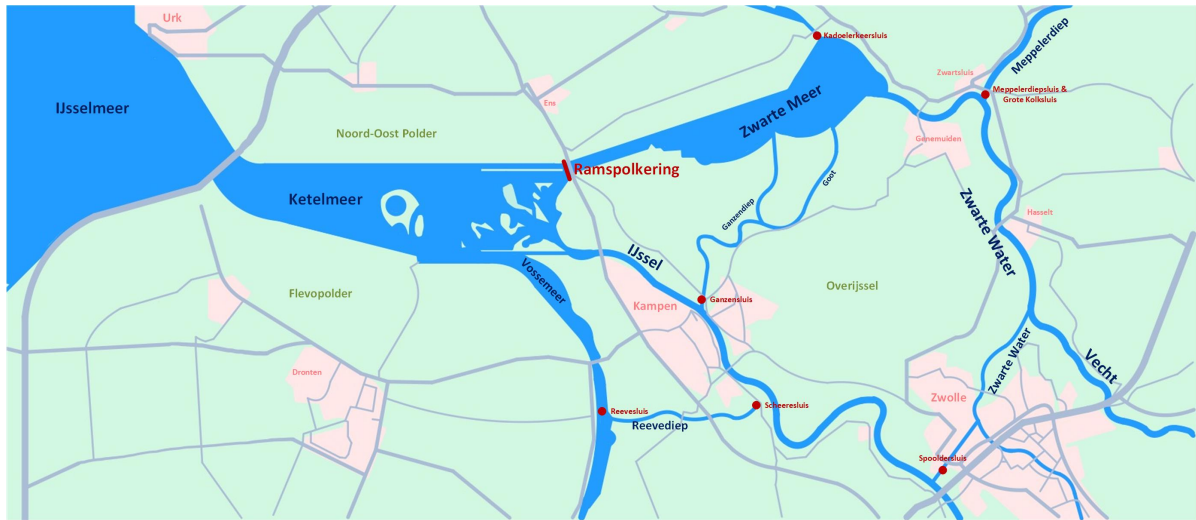 Urk
Kadoelerkeersluis
Meppelerdiep
Zwartsluis
Meppelerdiepsluis &
Grote Kolksluis
IJsselmeer
Ens
Zwarte Meer
Noord-Oost Polder
Genemuiden
Ramspolkering
Goot
Ketelmeer
Ganzendiep
Hasselt
Zwarte Water
IJssel
Vossemeer
Flevopolder
Overijssel
Kampen
Ganzensluis
Zwarte Water
Vecht
Dronten
Zwolle
Reevesluis
Scheeresluis
Reevediep
Spooldersluis